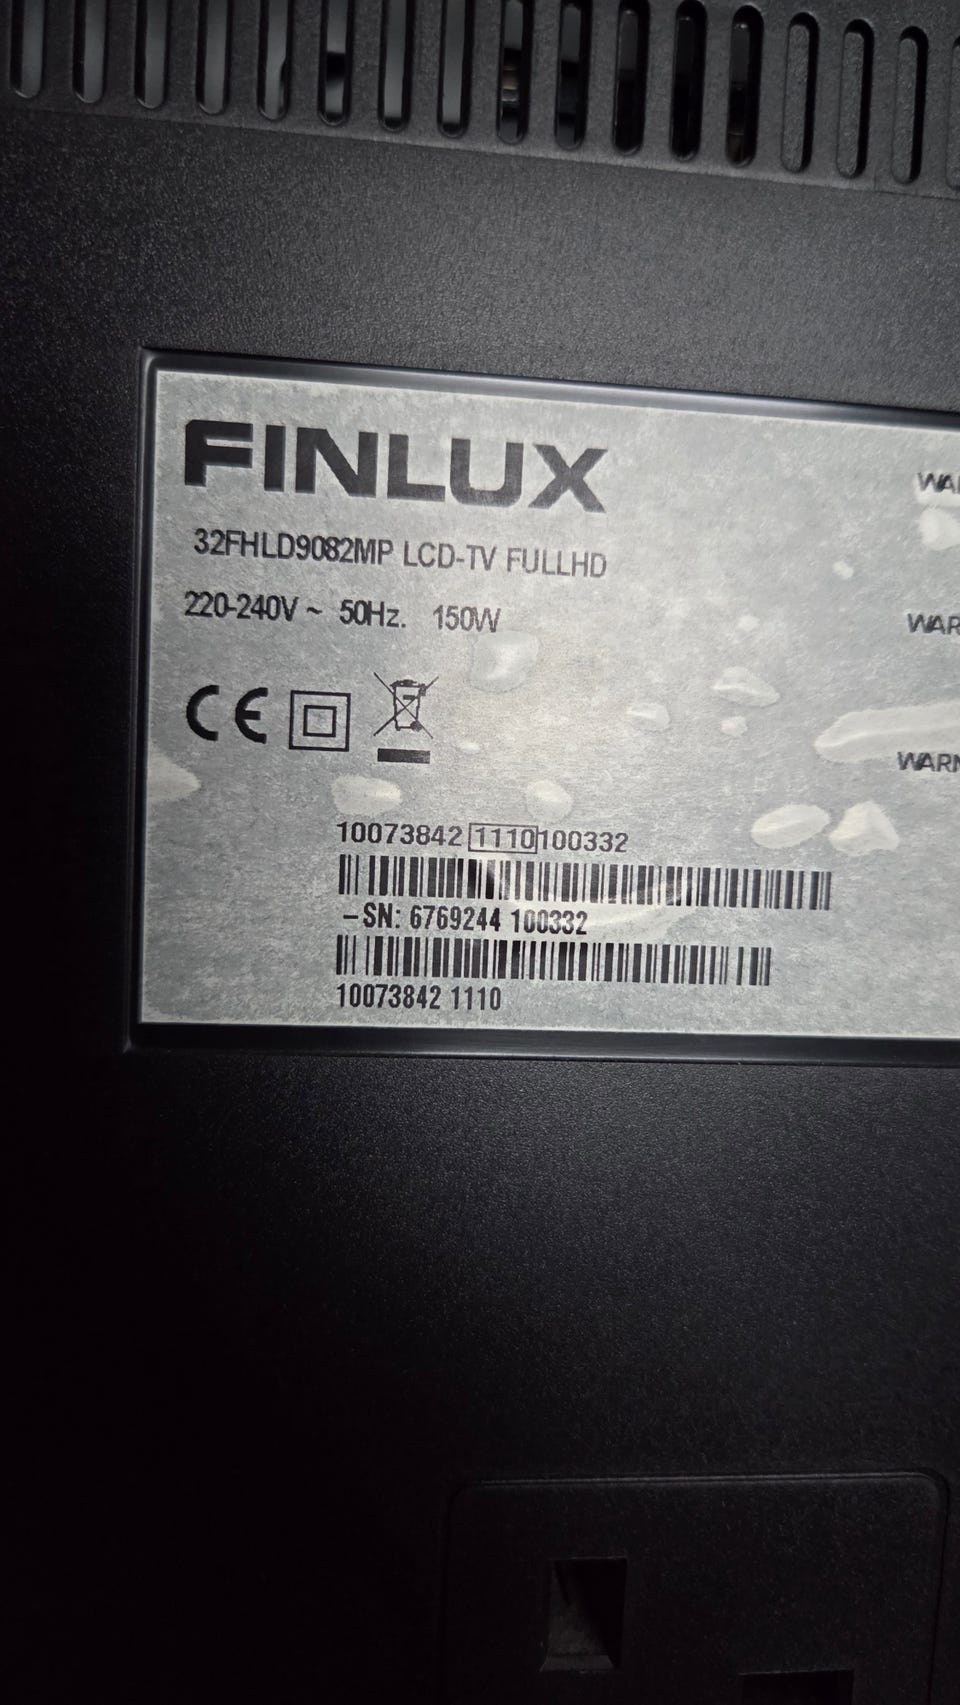 FINLUX
32FHLD9082MP LCD-TV FULLHD
220-240V ~ 50Hz. 150W
CE
10073842 1110 100332
–SN: 6769244 100332
10073842 1110